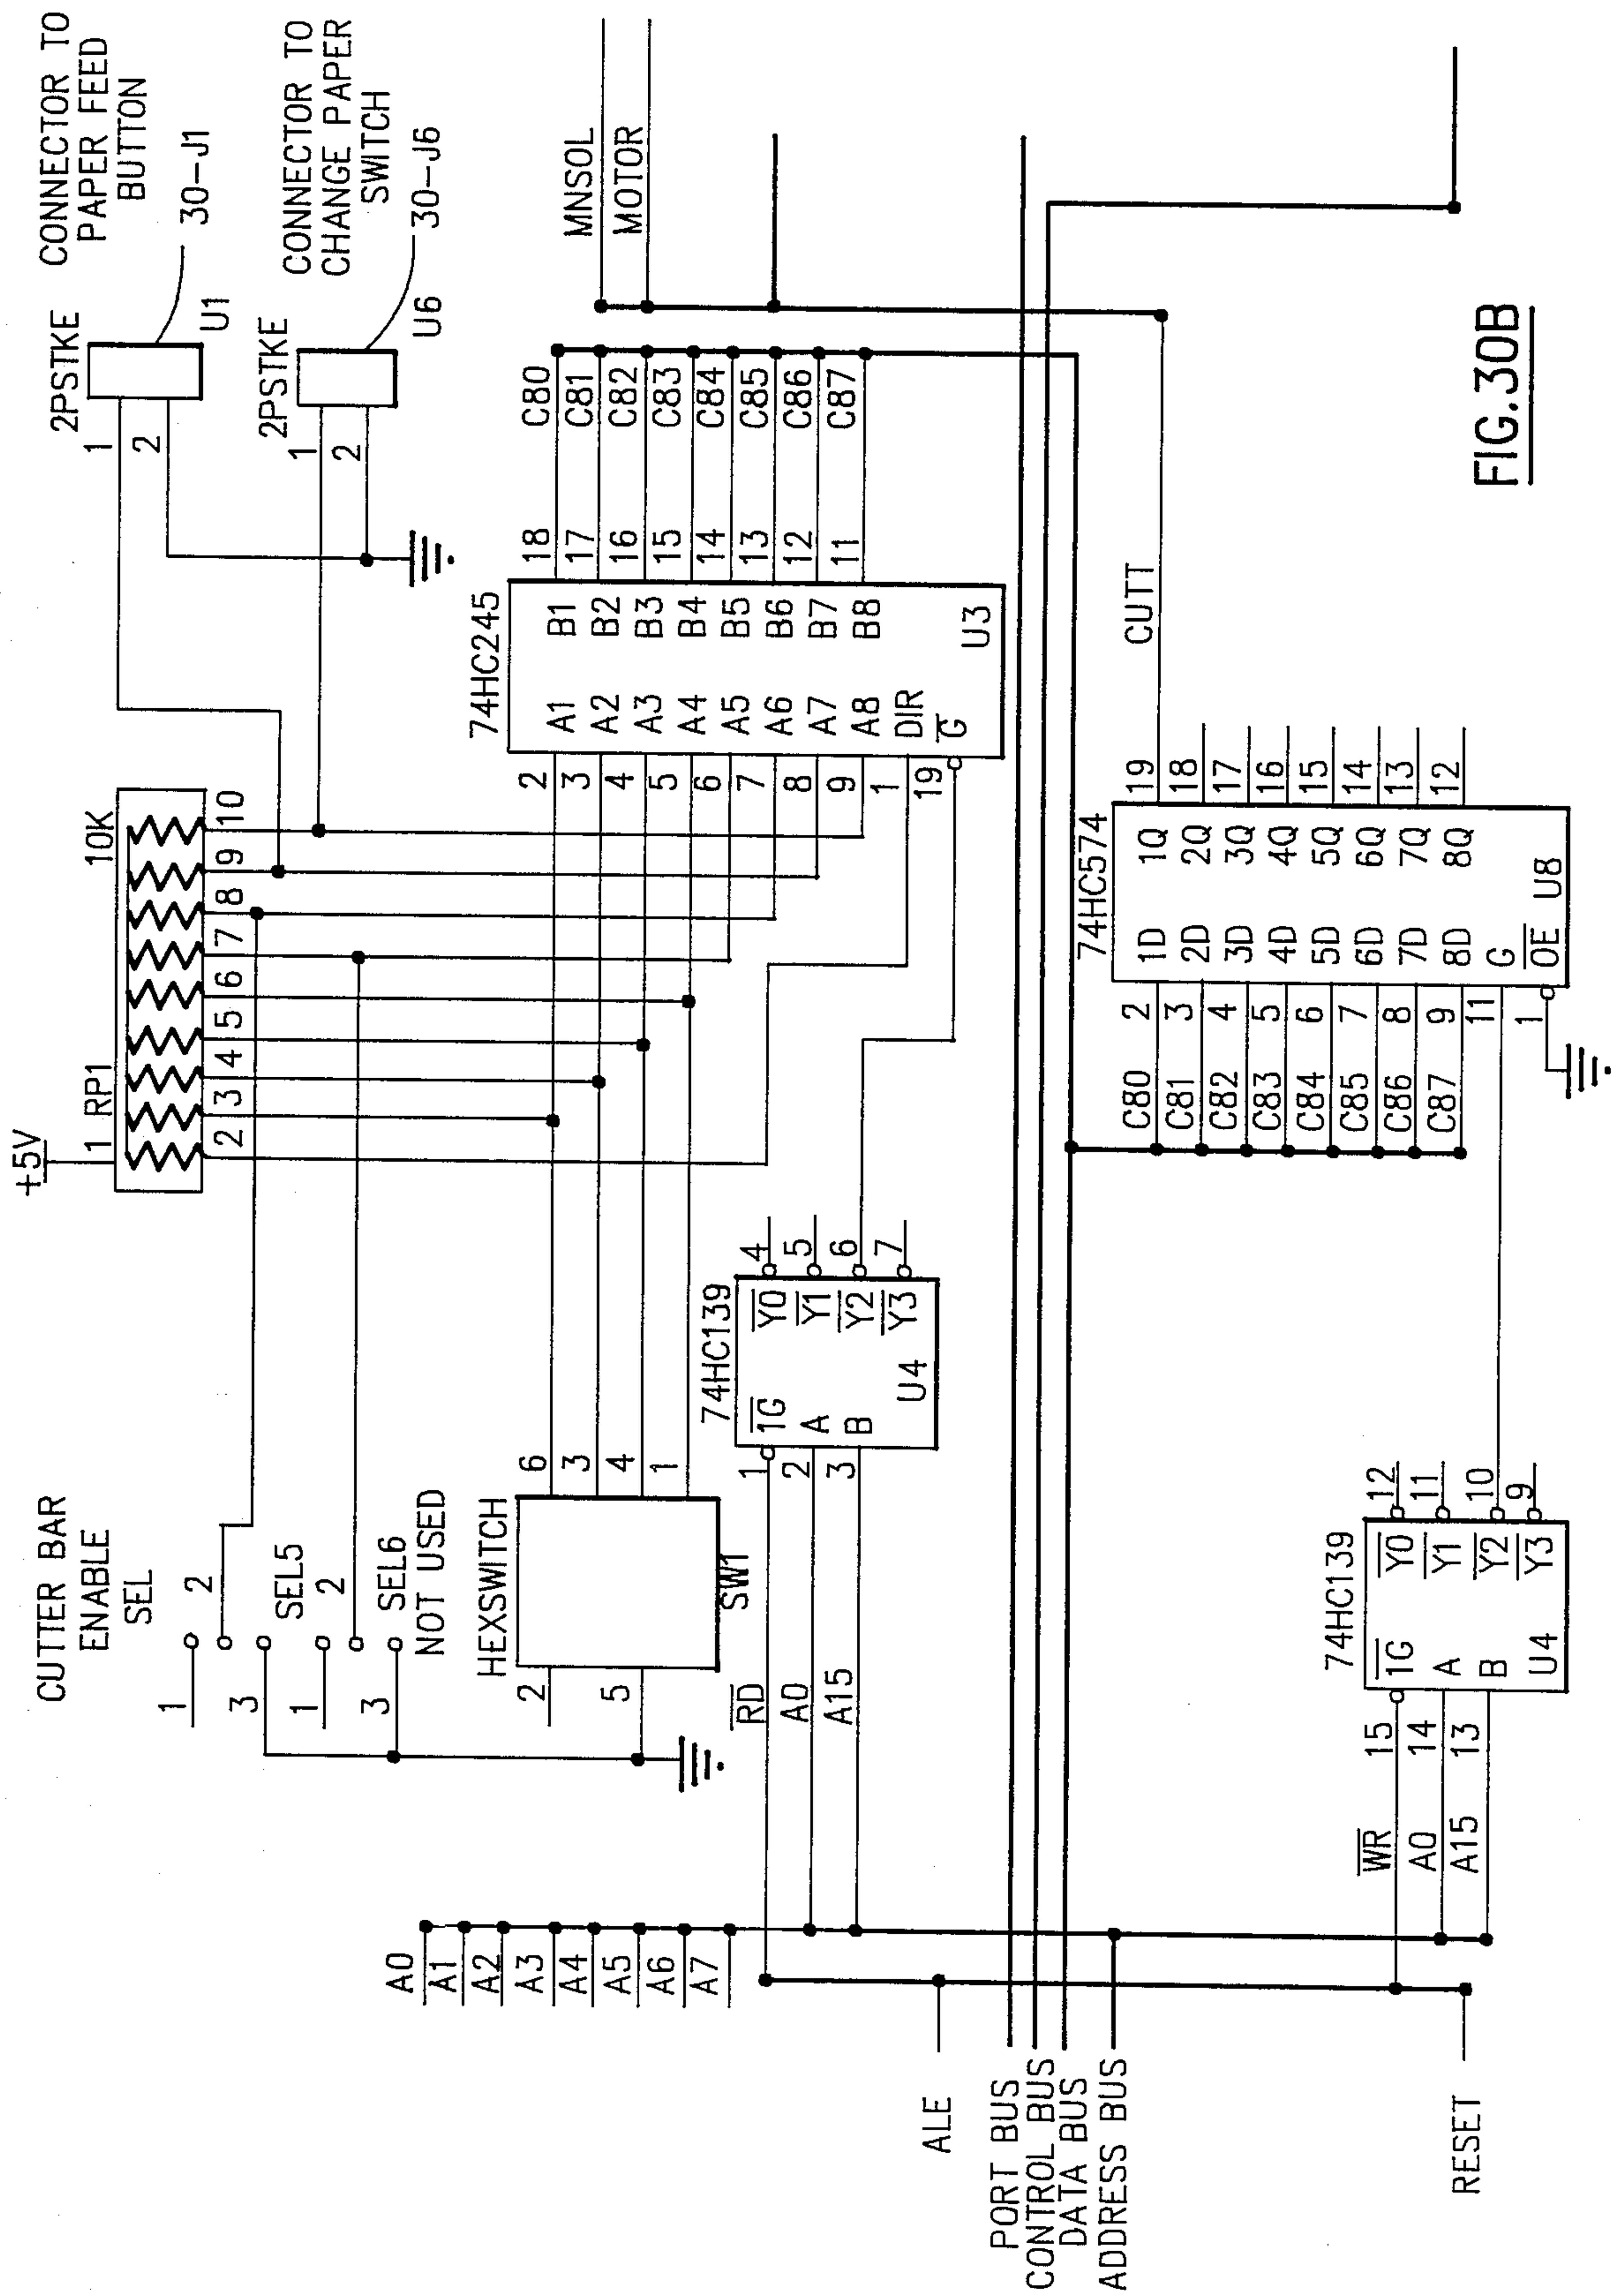 CONNECTOR TO
PAPER FEED
BUTTON
30-J1
2PSTKE
U1
1
2
CONNECTOR TO
CHANGE PAPER
SWITCH
30-J6
2PSTKE
U6
1
2
+5V
1
RP1
10K
2
3
4
5
6
7
8
9
10
CUTTER BAR
ENABLE
SEL
1
2
3
SEL5
1
2
3
SEL6
NOT USED
HEXSWITCH
2
5
6
3
4
1
SW1
74HC245
2 A1 B1 18 C80
3 A2 B2 17 C81
4 A3 B3 16 C82
5 A4 B4 15 C83
6 A5 B5 14 C84
7 A6 B6 13 C85
8 A7 B7 12 C86
9 A8 B8 11 C87
1 DIR
19 G
U3
MNSOL
MOTOR
74HC139
RD 1 1G Y0 4
A0 2 A Y1 5
A15 3 B Y2 6
Y3 7
U4
A0
A1
A2
A3
A4
A5
A6
A7
ALE
PORT BUS
CONTROL BUS
DATA BUS
ADDRESS BUS
RESET
74HC139
WR 15 1G Y0 12
A0 14 A Y1 11
A15 13 B Y2 10
Y3 9
U4
74HC574
C80 2 1D 1Q 19 CUTT
C81 3 2D 2Q 18
C82 4 3D 3Q 17
C83 5 4D 4Q 16
C84 6 5D 5Q 15
C85 7 6D 6Q 14
C86 8 7D 7Q 13
C87 9 8D 8Q 12
11 G
1 OE
U8
FIG.30B